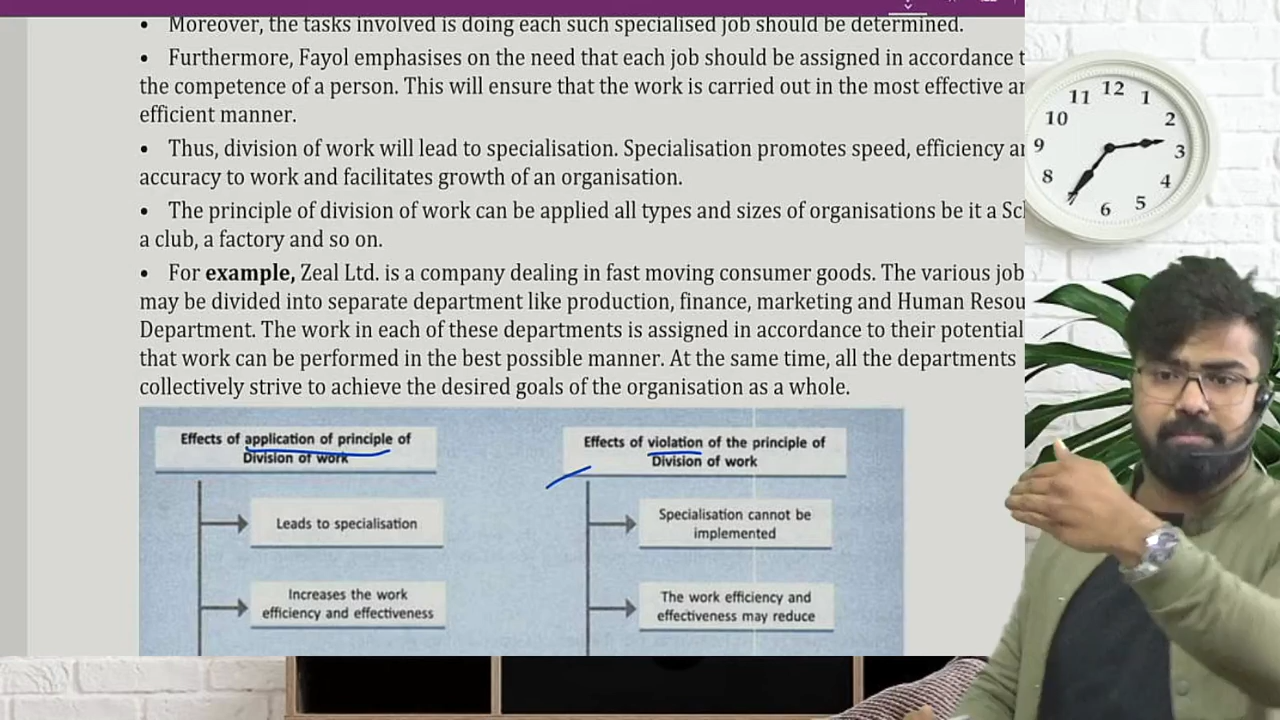 • Moreover, the tasks involved is doing each such specialised job should be determined.
• Furthermore, Fayol emphasises on the need that each job should be assigned in accordance
the competence of a person. This will ensure that the work is carried out in the most effective
efficient manner.
• Thus, division of work will lead to specialisation. Specialisation promotes speed, efficiency
accuracy to work and facilitates growth of an organisation.
• The principle of division of work can be applied all types and sizes of organisations be it a
a club, a factory and so on.
• For example, Zeal Ltd. is a company dealing in fast moving consumer goods. The various job
may be divided into separate department like production, finance, marketing and Human
Department. The work in each of these departments is assigned in accordance to their potential
that work can be performed in the best possible manner. At the same time, all the departments
collectively strive to achieve the desired goals of the organisation as a whole.
Effects of application of principle of
Division of work
Leads to specialisation
Increases the work
efficiency and effectiveness
Effects of violation of the principle of
Division of work
Specialisation cannot be
implemented
The work efficiency and
effectiveness may reduce
12
1
2
3
4
5
6
8
9
10
11